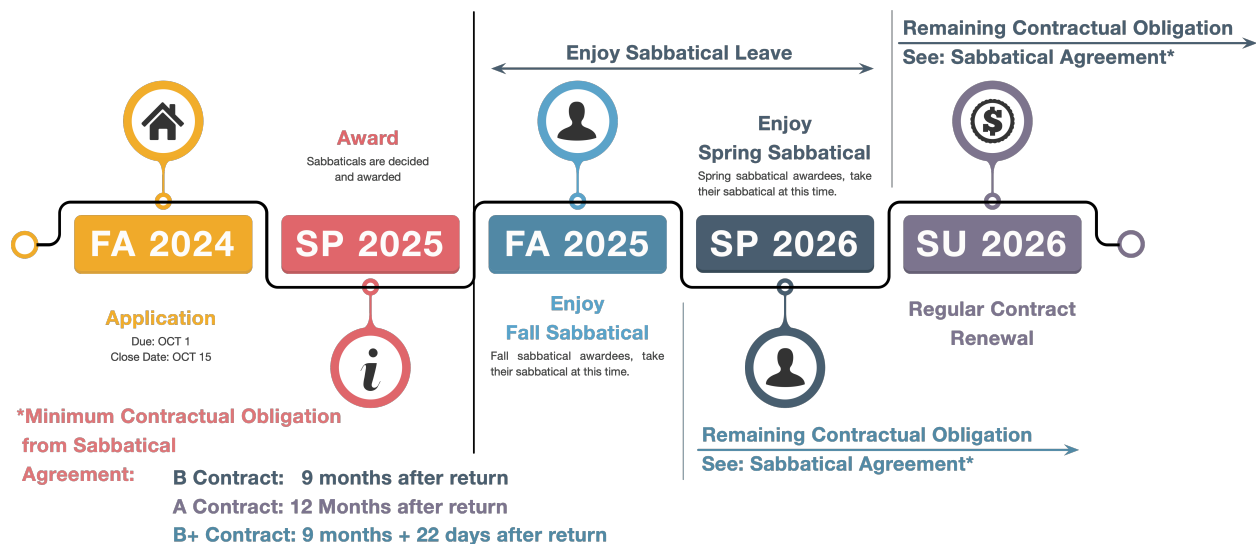 Remaining Contractual Obligation
See: Sabbatical Agreement*
Enjoy Sabbatical Leave
Award
Sabbaticals are decided
and awarded
Enjoy
Spring Sabbatical
Spring sabbatical awardees, take
their sabbatical at this time.
$
FA 2024
SP 2025
FA 2025
SP 2026
SU 2026
Application
Due: OCT 1
Close Date: OCT 15
i
Enjoy
Fall Sabbatical
Fall sabbatical awardees, take
their sabbatical at this time.
Regular Contract
Renewal
Remaining Contractual Obligation
See: Sabbatical Agreement*
*Minimum Contractual Obligation
from Sabbatical
Agreement:
B Contract: 9 months after return
A Contract: 12 Months after return
B+ Contract: 9 months + 22 days after return